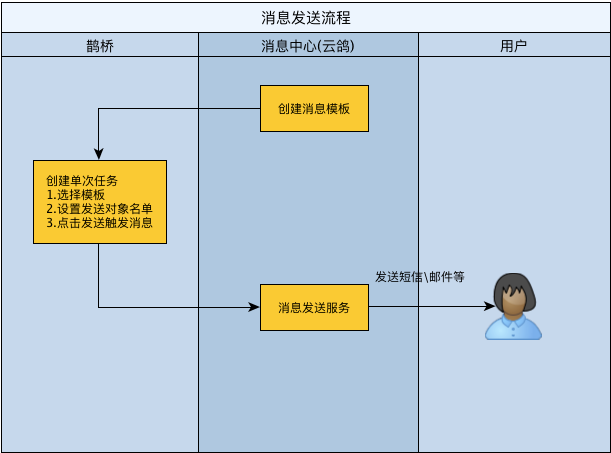 消息发送流程
鹊桥
消息中心(云鸽)
用户
创建消息模板
创建单次任务
1.选择模板
2.设置发送对象名单
3.点击发送触发消息
发送短信\邮件等
消息发送服务